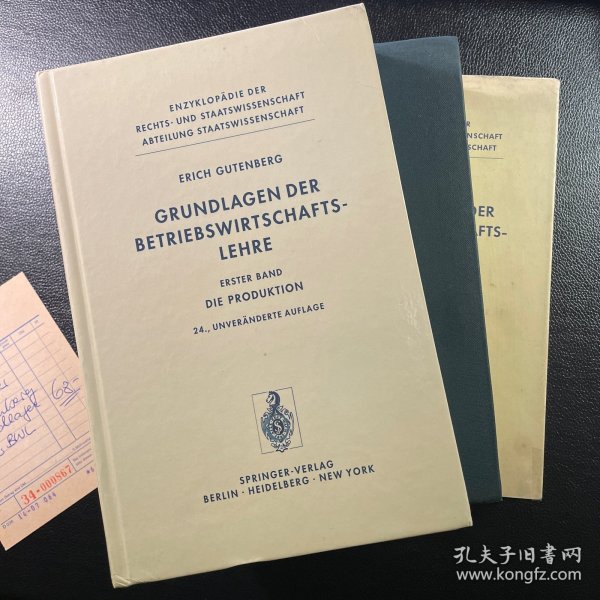 ENZYKLOPÄDIE DER
RECHTS- UND STAATSWISSENSCHAFT
ABTEILUNG STAATSWISSENSCHAFT
ERICH GUTENBERG
GRUNDLAGEN DER
BETRIEBSWIRTSCHAFTS-
LEHRE
ERSTER BAND
DIE PRODUKTION
24., UNVERÄNDERTE AUFLAGE
SPRINGER-VERLAG
BERLIN · HEIDELBERG · NEW YORK
R
NSCHAFT
SCHAFT
DER
AFTS-
68,-
BWL
34-000867
孔夫子旧书网
www.kongfz.com